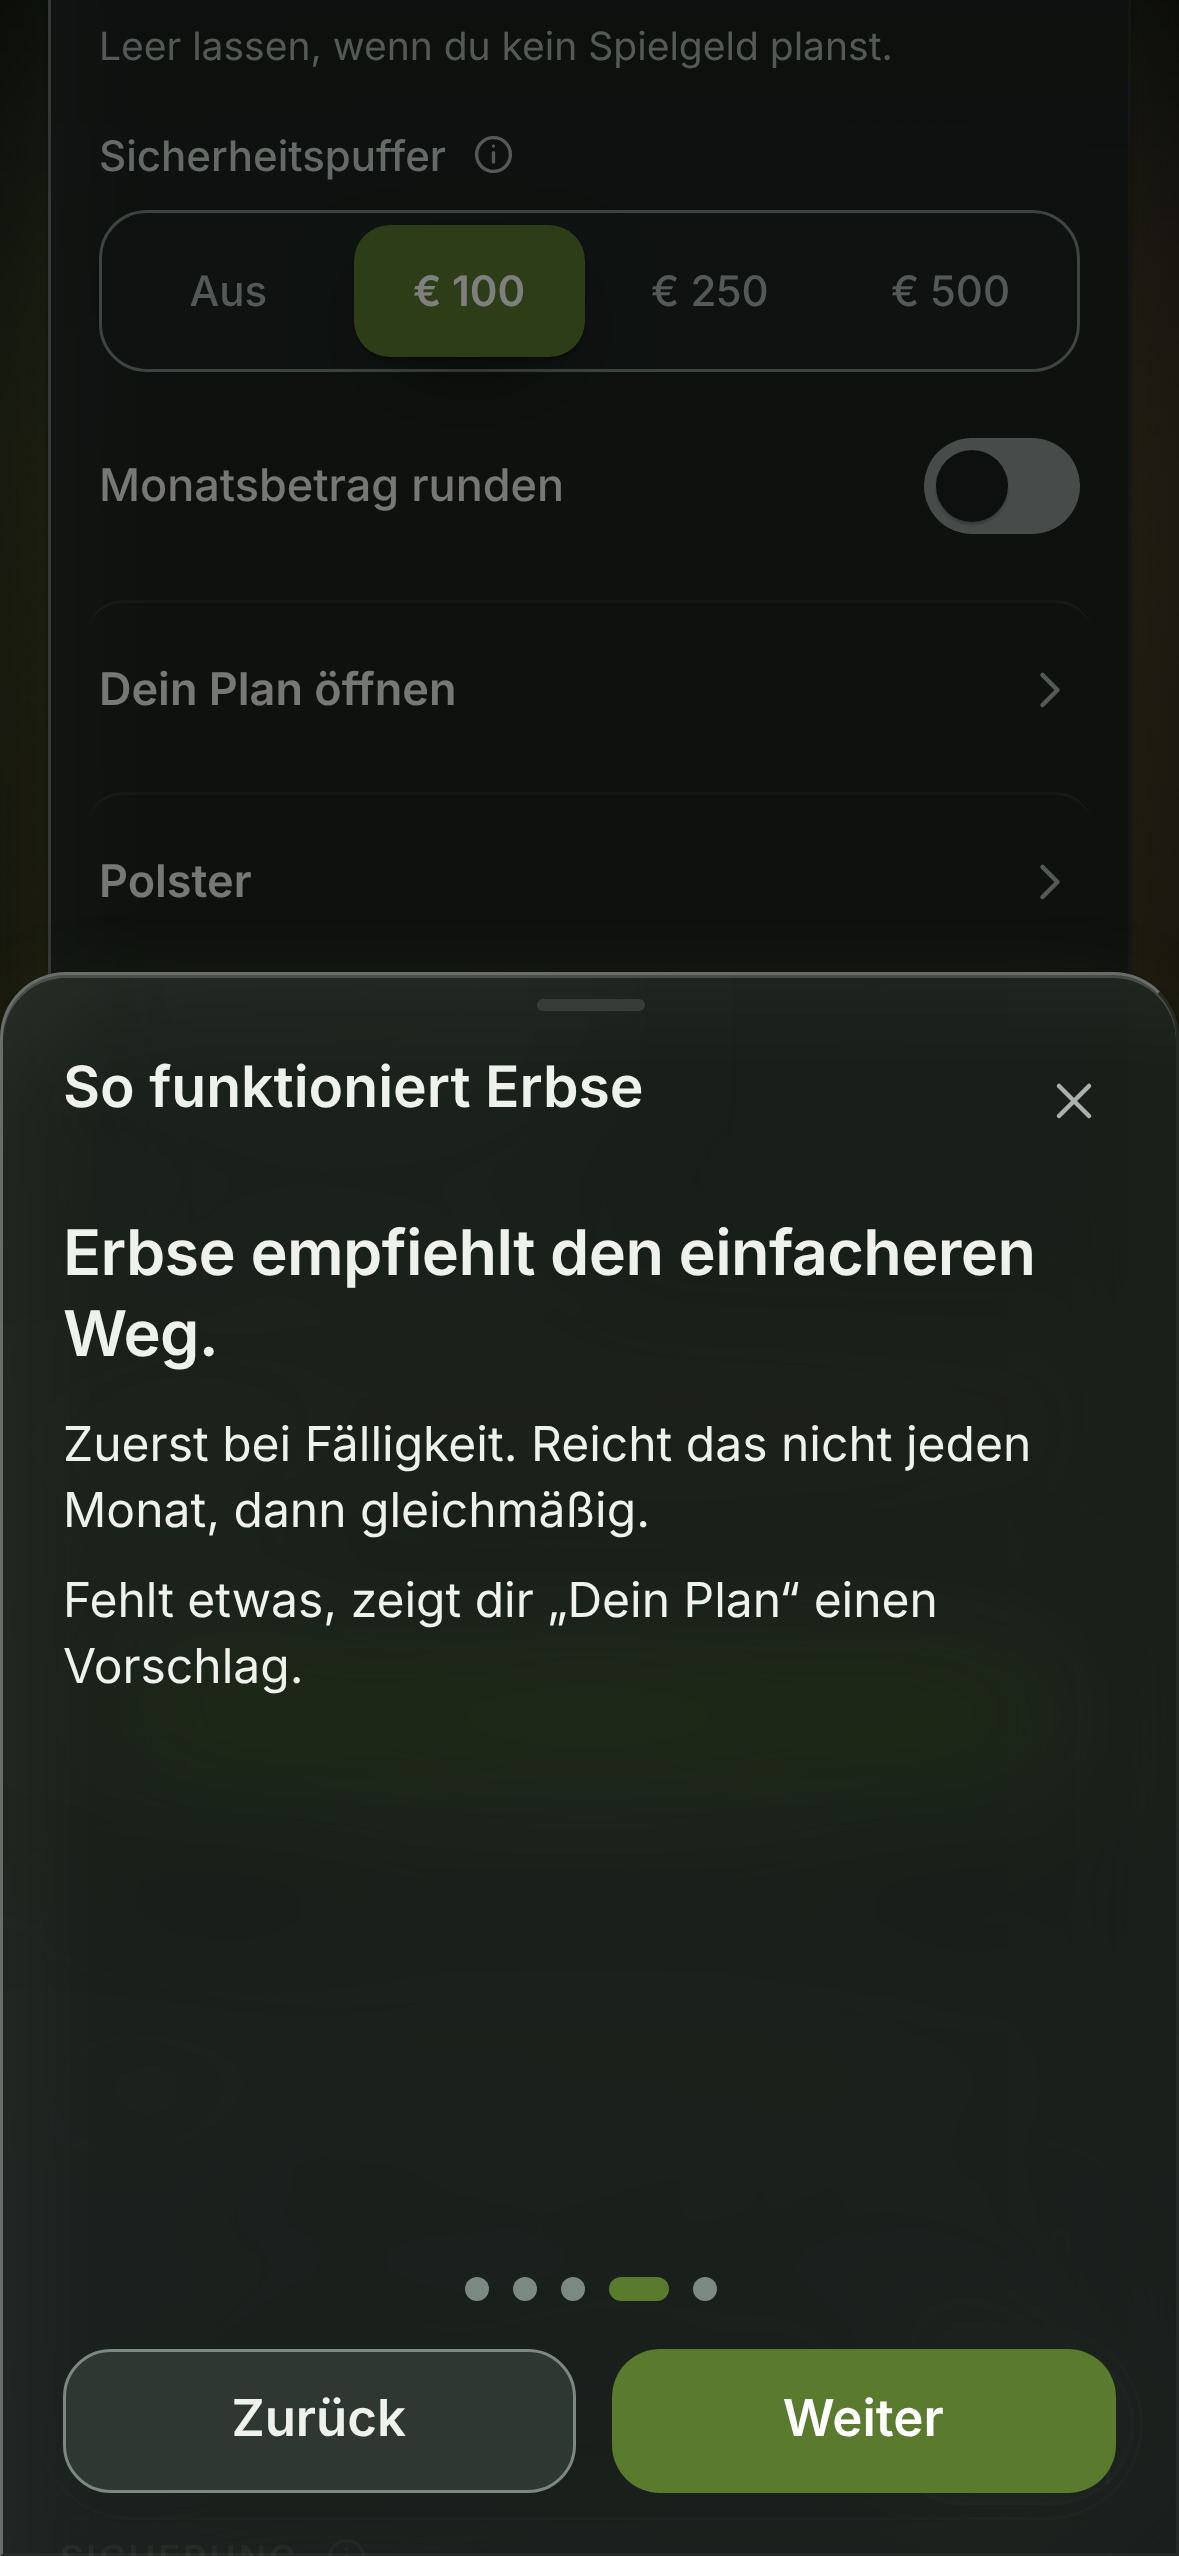 Leer lassen, wenn du kein Spielgeld planst.
Sicherheitspuffer
Aus € 100 € 250 € 500
Monatsbetrag runden
Dein Plan öffnen
Polster
So funktioniert Erbse
Erbse empfiehlt den einfacheren
Weg.
Zuerst bei Fälligkeit. Reicht das nicht jeden
Monat, dann gleichmäßig.
Fehlt etwas, zeigt dir „Dein Plan“ einen
Vorschlag.
Zurück Weiter